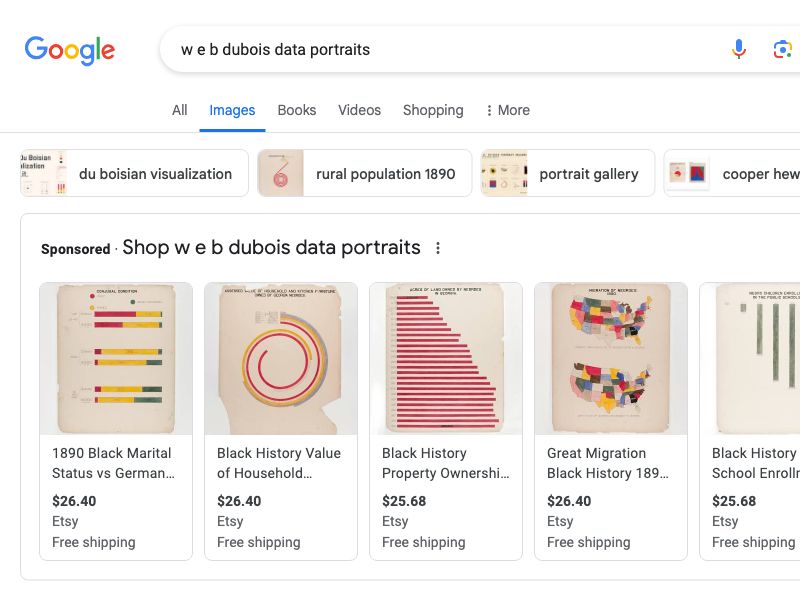 Google
w e b dubois data portraits
All
Images
Books
Videos
Shopping
More
du boisian visualization
rural population 1890
portrait gallery
cooper hew
Sponsored · Shop w e b dubois data portraits
CONJUGAL CONDITION
ASSESSED VALUE OF HOUSEHOLD AND KITCHEN FURNITURE
OWNED BY GEORGIA NEGROES.
ACRES OF LAND OWNED BY NEGROES
IN GEORGIA.
MIGRATION OF NEGROES.
1890.
NEGRO CHILDREN ENROLL
IN THE PUBLIC SCHOOLS
1890 Black Marital
Status vs German...
$26.40
Etsy
Free shipping
Black History Value
of Household...
$26.40
Etsy
Free shipping
Black History
Property Ownershi...
$25.68
Etsy
Free shipping
Great Migration
Black History 189...
$26.40
Etsy
Free shipping
Black History
School Enrollm
$25.68
Etsy
Free shipping